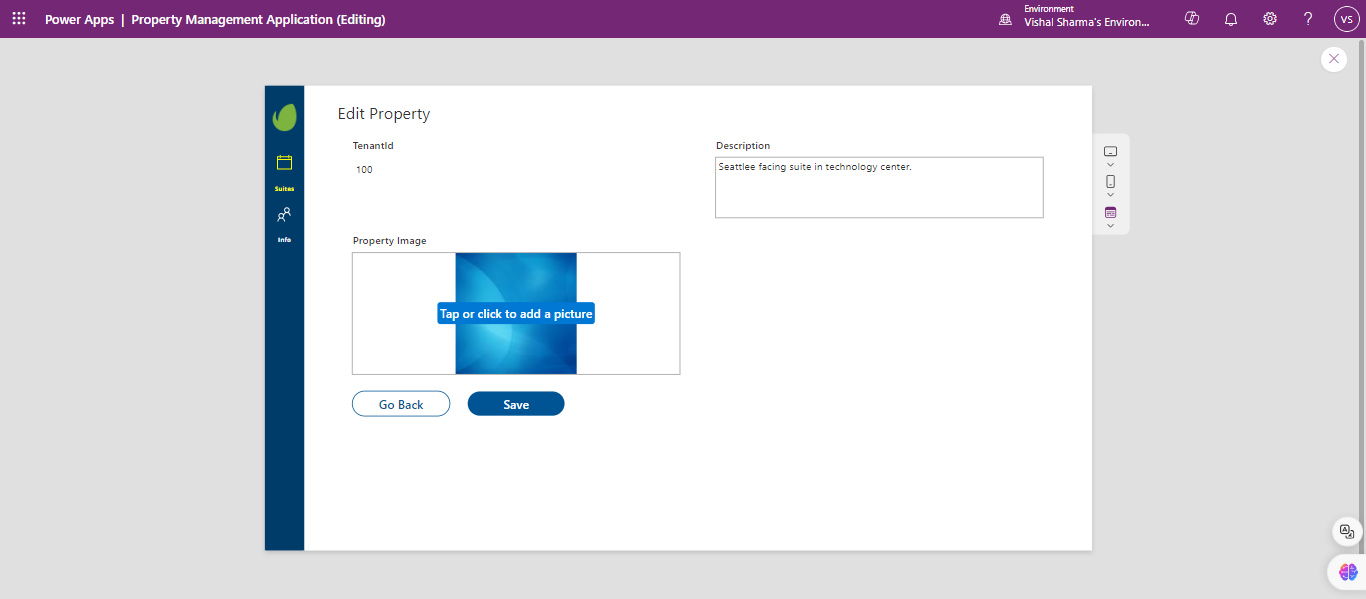 Power Apps | Property Management Application (Editing)
Environment
Vishal Sharma's Environ...
?
VS
Suites
Info
Edit Property
TenantId
100
Description
Seattlee facing suite in technology center.
Property Image
Tap or click to add a picture
Go Back
Save